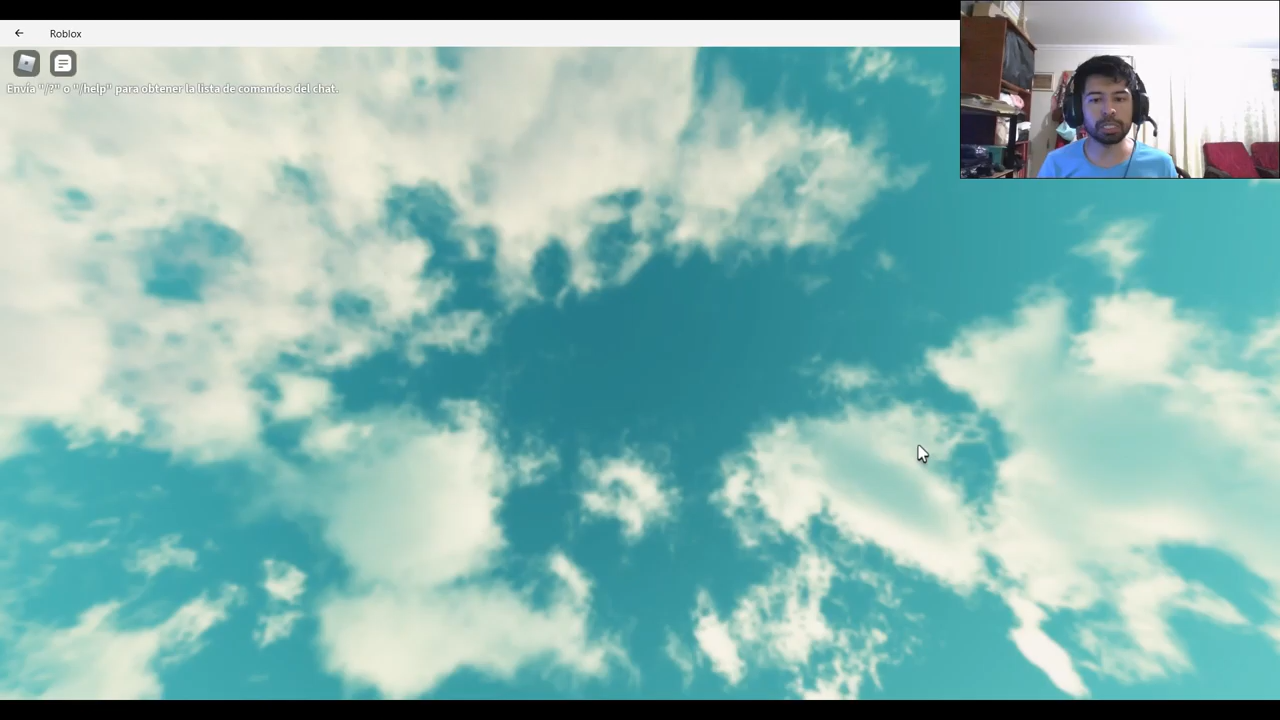 Roblox
Envía "/?" o "/help" para obtener la lista de comandos del chat.